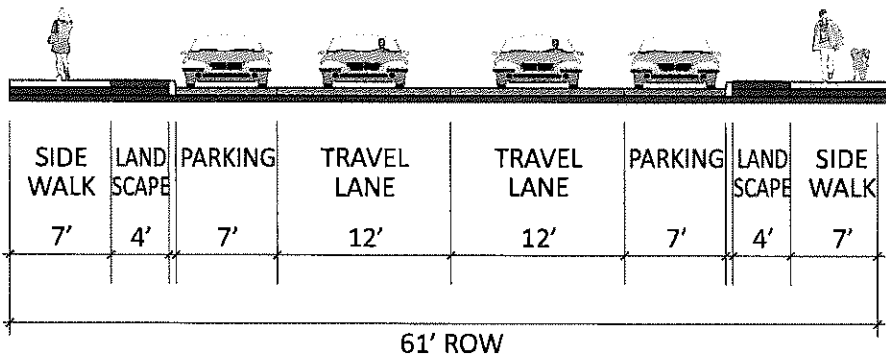 SIDE WALK
LAND SCAPE
PARKING
TRAVEL LANE
TRAVEL LANE
PARKING
LAND SCAPE
SIDE WALK
7' 4' 7' 12' 12' 7' 4' 7'
61' ROW